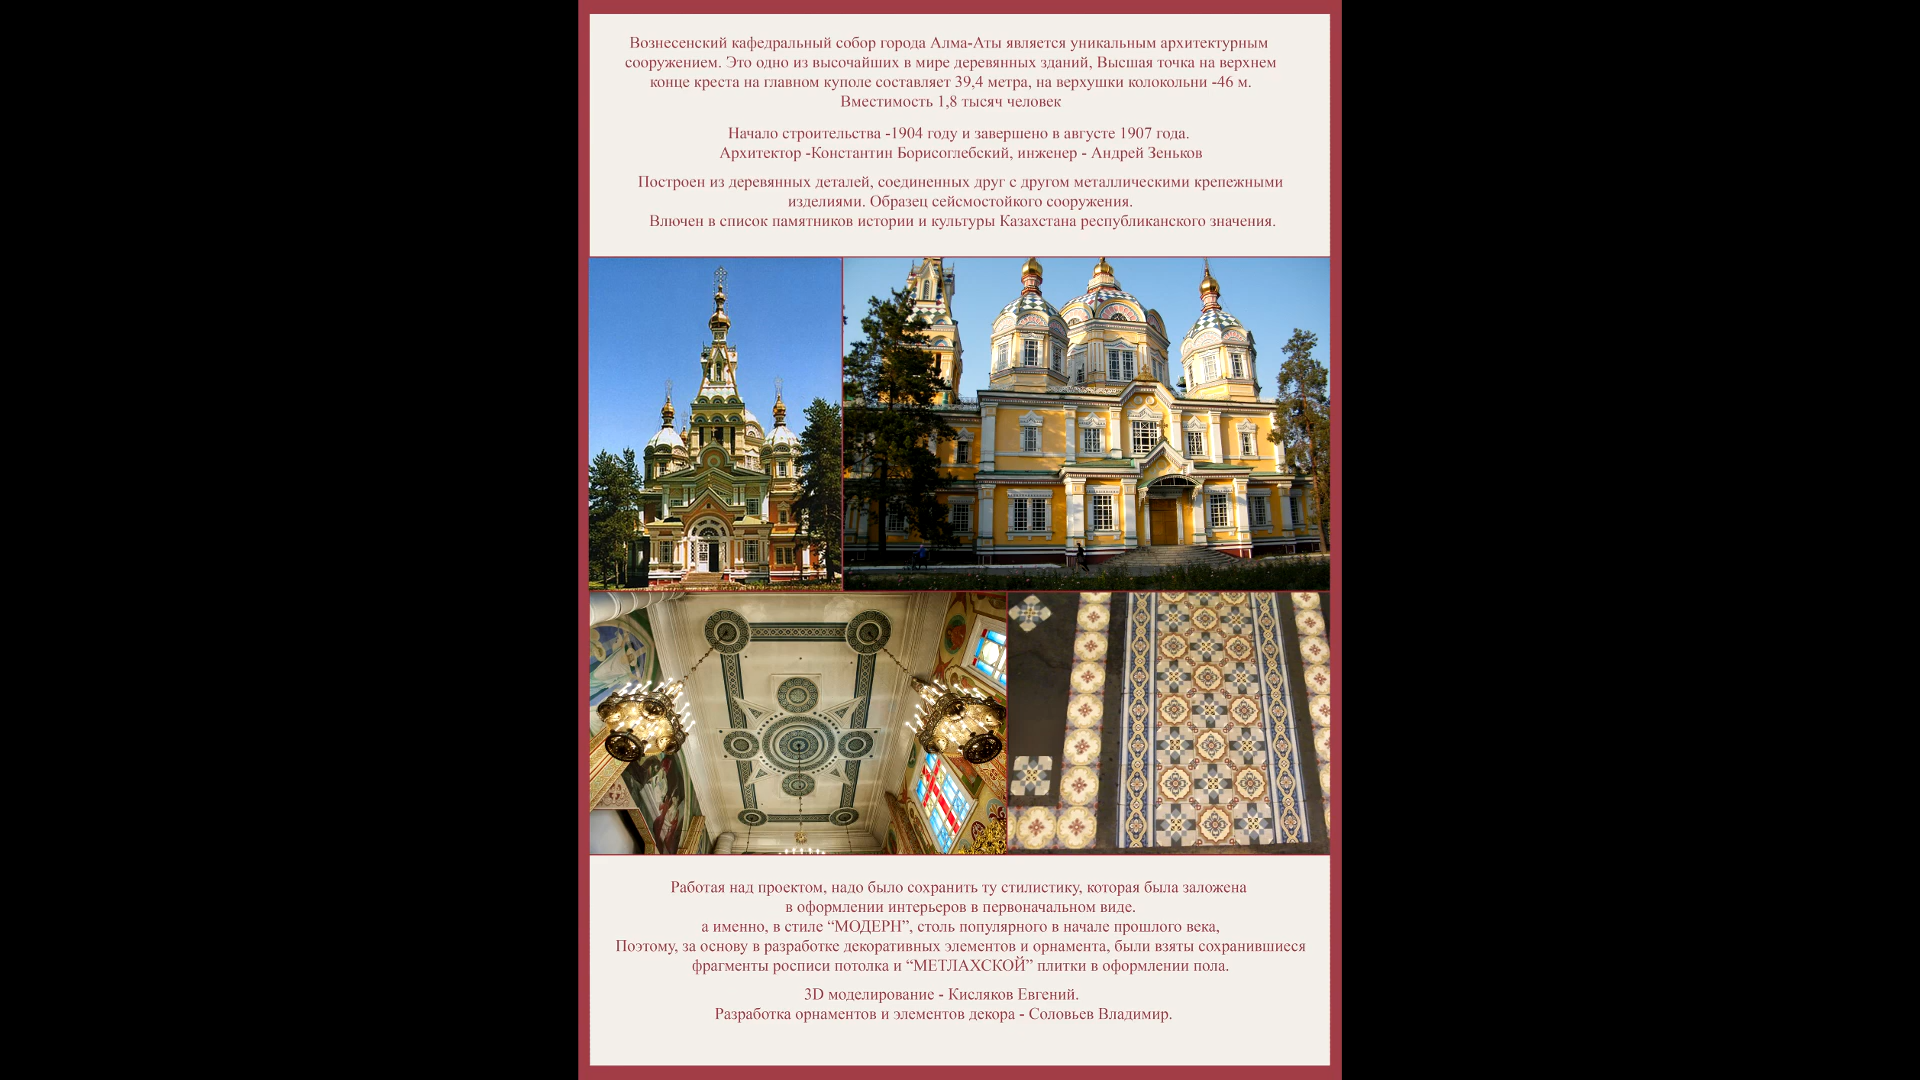 Вознесенский кафедральный собор города Алма-Аты является уникальным архитектурным
сооружением. Это одно из высочайших в мире деревянных зданий, Высшая точка на верхнем
конце креста на главном куполе составляет 39,4 метра, на верхушки колокольни -46 м.
Вместимость 1,8 тысяч человек
Начало строительства -1904 году и завершено в августе 1907 года.
Архитектор -Константин Борисоглебский, инженер - Андрей Зеньков
Построен из деревянных деталей, соединенных друг с другом металлическими крепежными
изделиями. Образец сейсмостойкого сооружения.
Влючен в список памятников истории и культуры Казахстана республиканского значения.
Работая над проектом, надо было сохранить ту стилистику, которая была заложена
в оформлении интерьеров в первоначальном виде.
а именно, в стиле “МОДЕРН”, столь популярного в начале прошлого века,
Поэтому, за основу в разработке декоративных элементов и орнамента, были взяты сохранившиеся
фрагменты росписи потолка и “МЕТЛАХСКОЙ” плитки в оформлении пола.
3D моделирование - Кисляков Евгений.
Разработка орнаментов и элементов декора - Соловьев Владимир.